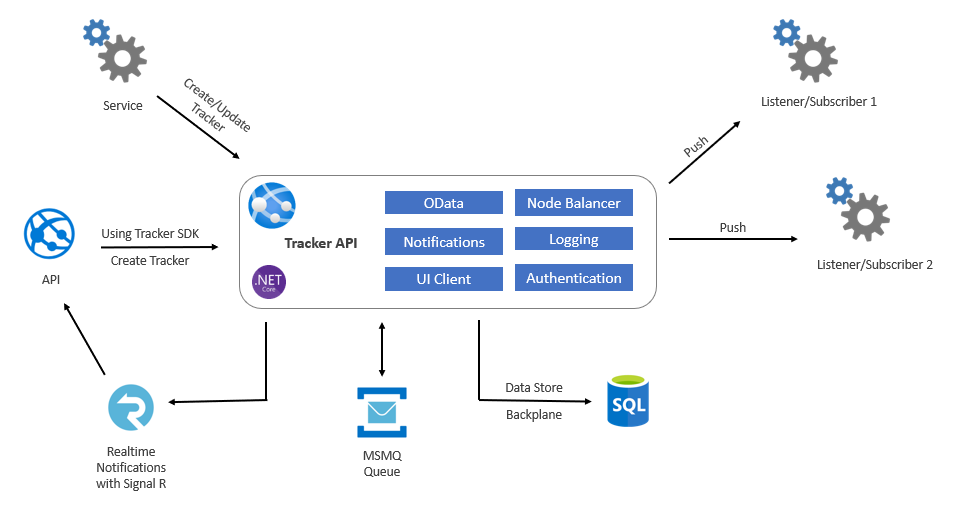 Service
Create/Update
Tracker
Listener/Subscriber 1
Push
Listener/Subscriber 2
Push
API
Using Tracker SDK
Create Tracker
Tracker API
.NET
Core
OData
Node Balancer
Notifications
Logging
UI Client
Authentication
Realtime
Notifications
with Signal R
MSMQ
Queue
Data Store
Backplane
SQL